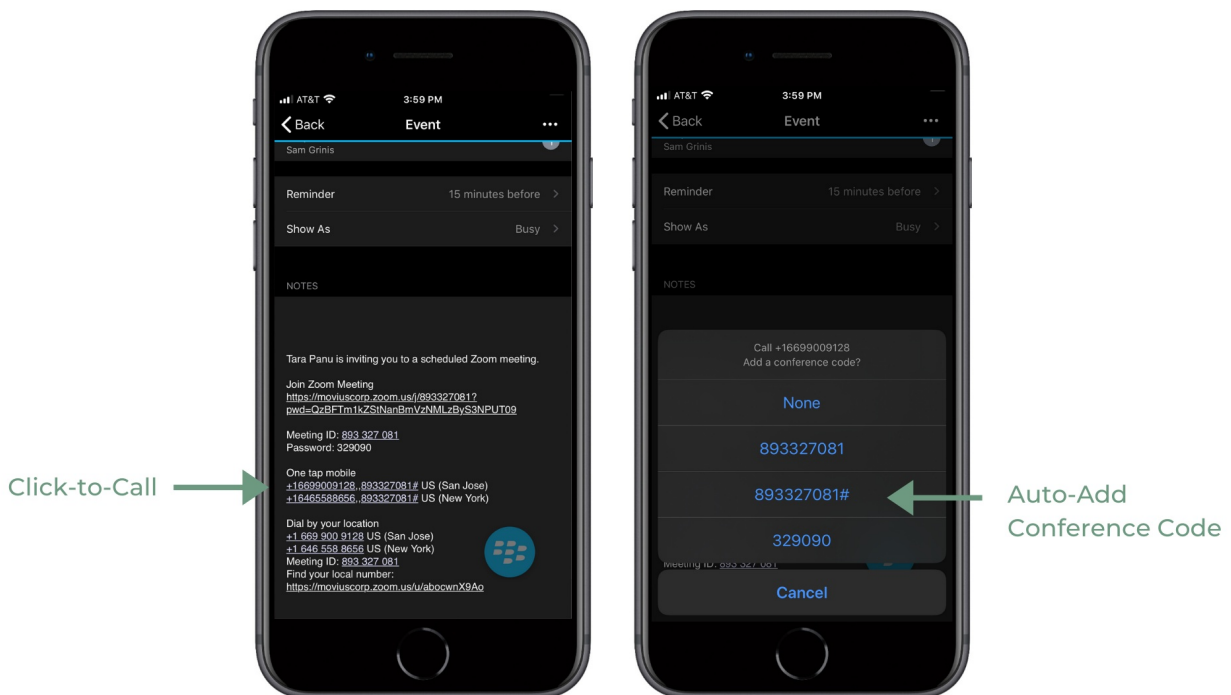 AT&T 3:59 PM
Back Event ...
Sam Grinis
Reminder 15 minutes before >
Show As Busy >
NOTES
Tara Panu is inviting you to a scheduled Zoom meeting.
Join Zoom Meeting
https://moviuscorp.zoom.us/j/893327081?
pwd=QzBFTm1kZStNanBmVzNMLzByS3NPUT09
Meeting ID: 893 327 081
Password: 329090
One tap mobile
+16699009128,,893327081# US (San Jose)
+16465588656,,893327081# US (New York)
Dial by your location
+1 669 900 9128 US (San Jose)
+1 646 558 8656 US (New York)
Meeting ID: 893 327 081
Find your local number:
https://moviuscorp.zoom.us/u/abocwnX9Ao
Click-to-Call
AT&T 3:59 PM
Back Event ...
Sam Grinis
Reminder 15 minutes before >
Show As Busy >
NOTES
Call +16699009128
Add a conference code?
None
893327081
893327081#
329090
Meeting ID: 893 327 081
Cancel
Auto-Add
Conference Code